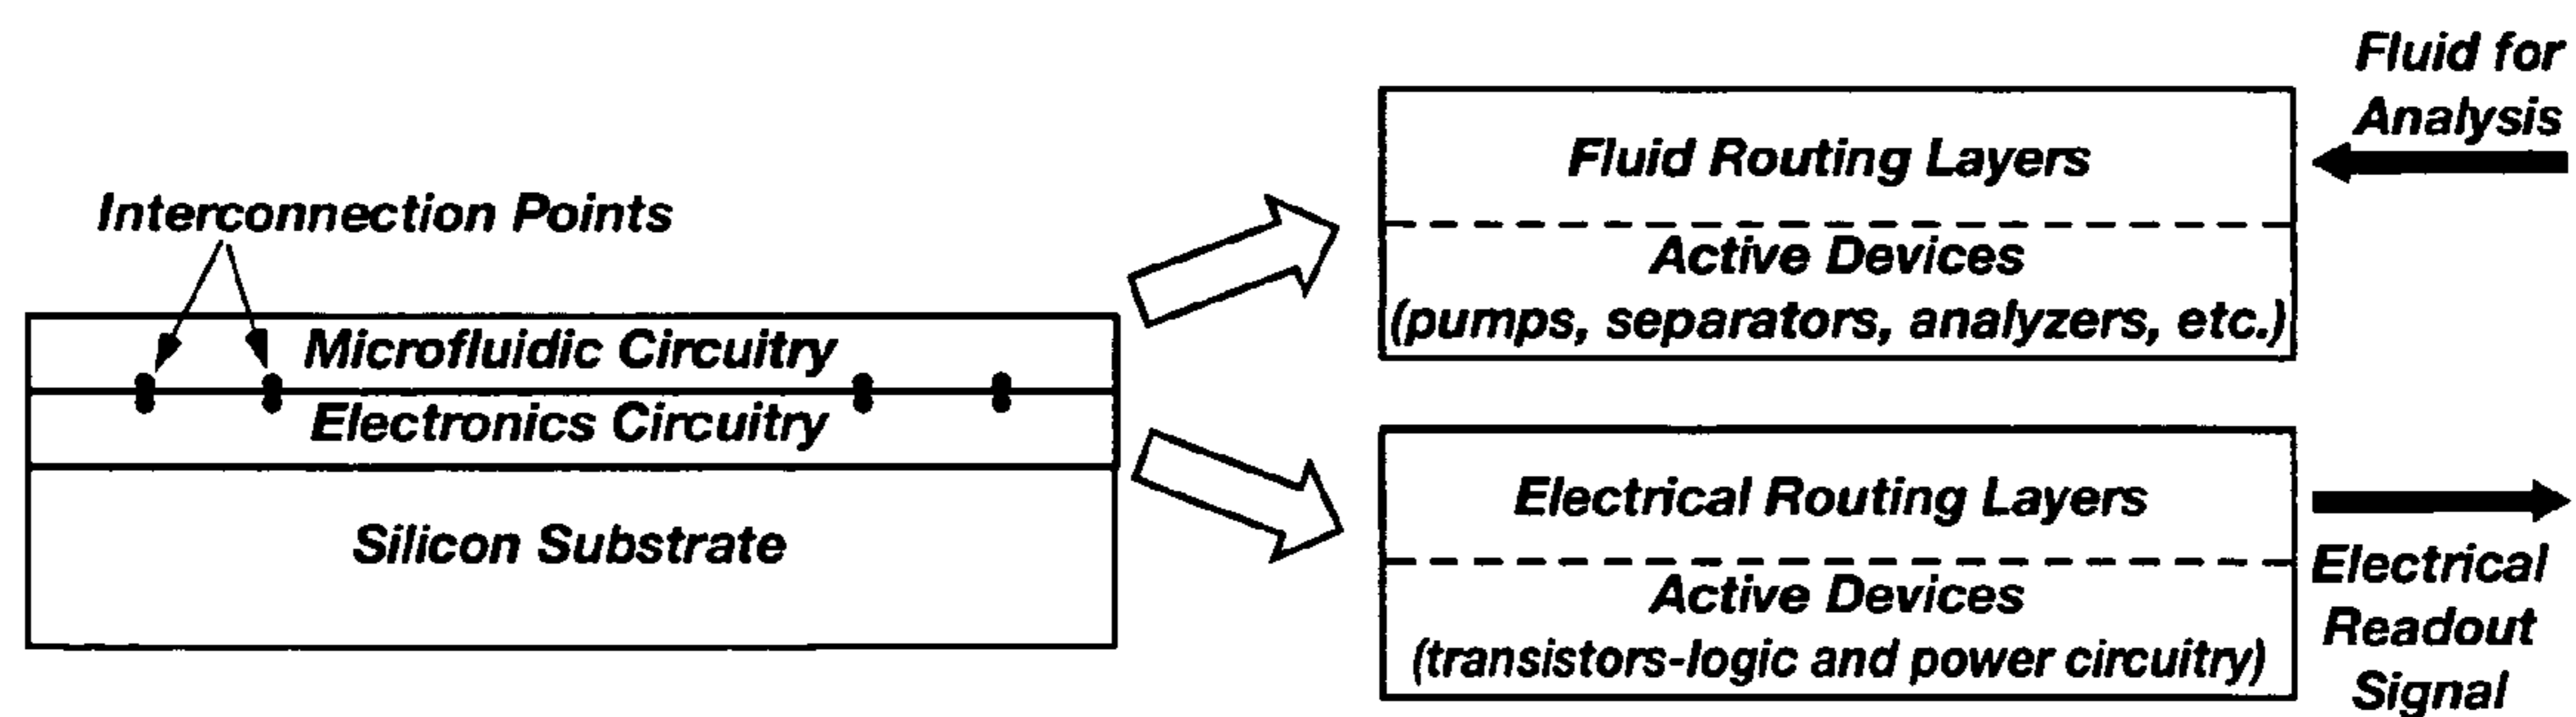 Interconnection Points
Microfluidic Circuitry
Electronics Circuitry
Silicon Substrate
Fluid Routing Layers
Active Devices
(pumps, separators, analyzers, etc.)
Fluid for
Analysis
Electrical Routing Layers
Active Devices
(transistors-logic and power circuitry)
Electrical
Readout
Signal